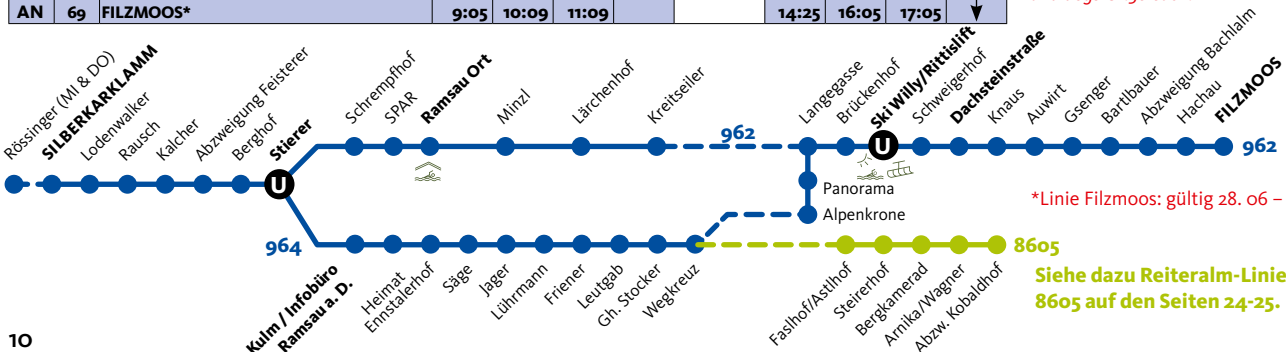 AN 69 FILZMOOS* 9:05 10:09 11:09 14:25 16:05 17:05
Rössinger (MI & DO)
SILBERKARKLAMM
Lodenwalker
Rausch
Kalcher
Abzweigung Feisterer
Berghof
Stierer
Schrempfhof
SPAR
Ramsau Ort
Minzl
Lärchenhof
Kreitseiler
962
Langegasse
Brückenhof
Ski Willy/Rittislift
Schweigerhof
Dachsteinstraße
Knaus
Auwirt
Gsenger
Bartlbauer
Abzweigung Bachlalm
Hachau
FILZMOOS
U
U
962
Panorama
Alpenkrone
*Linie Filzmoos: gültig 28. 06 –
964
8605
Kulm / Infobüro
Ramsau a. D.
Heimat
Ennstalerhof
Säge
Jager
Lührmann
Friener
Leutgab
Gh. Stocker
Wegkreuz
Faslhof/Astlhof
Steirerhof
Bergkamerad
Arnika/Wagner
Abzw. Kobaldhof
Siehe dazu Reiteralm-Linie
8605 auf den Seiten 24-25.
10